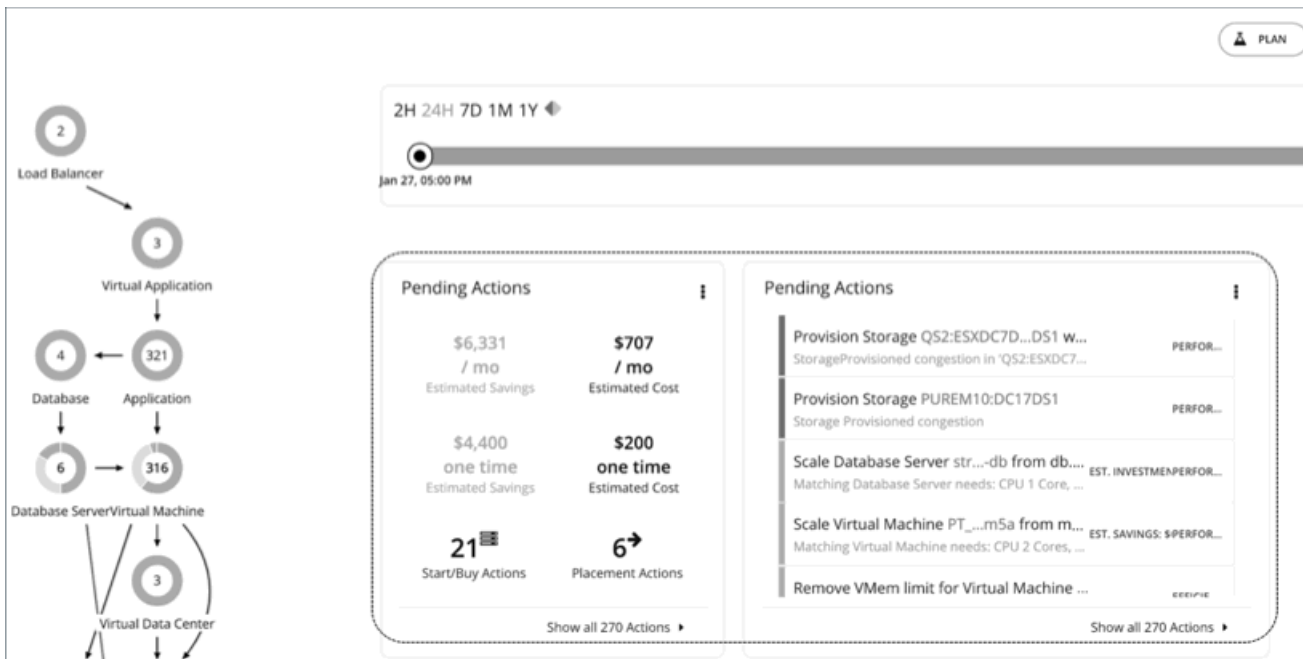 PLAN
2H 24H 7D 1M 1Y
Jan 27, 05:00 PM
2
Load Balancer
3
Virtual Application
4
321
Database
Application
6
316
Database Server
Virtual Machine
3
Virtual Data Center
Pending Actions
$6,331
/ mo
Estimated Savings
$707
/ mo
Estimated Cost
$4,400
one time
Estimated Savings
$200
one time
Estimated Cost
21
Start/Buy Actions
6
Placement Actions
Show all 270 Actions
Pending Actions
Provision Storage QS2:ESXDC7D...DS1 w...
PERFOR...
StorageProvisioned congestion in 'QS2:ESXDC7...
Provision Storage PUREM10:DC17DS1
PERFOR...
Storage Provisioned congestion
Scale Database Server str...-db from db....
EST. INVESTMEN
PERFOR...
Matching Database Server needs: CPU 1 Core, ...
Scale Virtual Machine PT_...m5a from m...
EST. SAVINGS: $
PERFOR...
Matching Virtual Machine needs: CPU 2 Cores, ...
Remove VMem limit for Virtual Machine ...
Show all 270 Actions